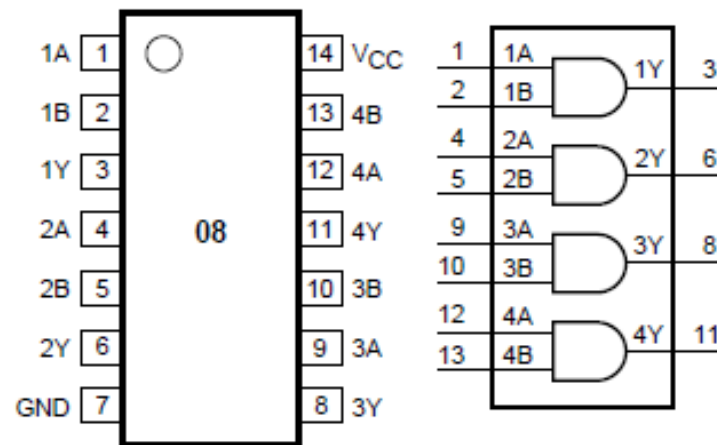 1A 1 14 VCC
1B 2 13 4B
1Y 3 12 4A
2A 4 08 11 4Y
2B 5 10 3B
2Y 6 9 3A
GND 7 8 3Y
1 1A 1Y 3
2 1B
4 2A 2Y 6
5 2B
9 3A 3Y 8
10 3B
12 4A 4Y 11
13 4B